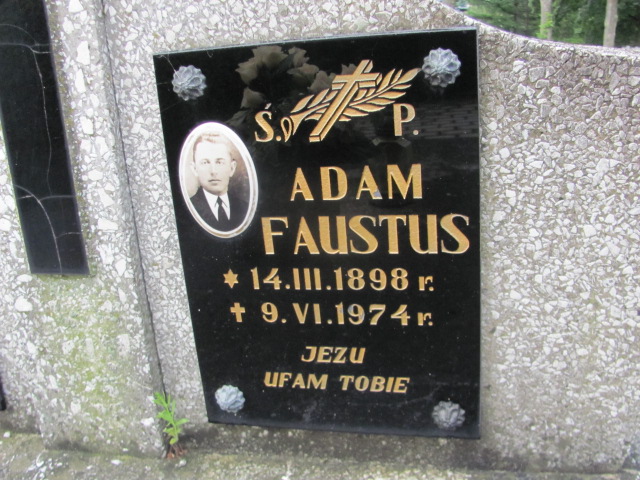 Ś. P.
ADAM
FAUSTUS
* 14.III.1898 r.
✝ 9.VI.1974 r.
JEZU
UFAM TOBIE